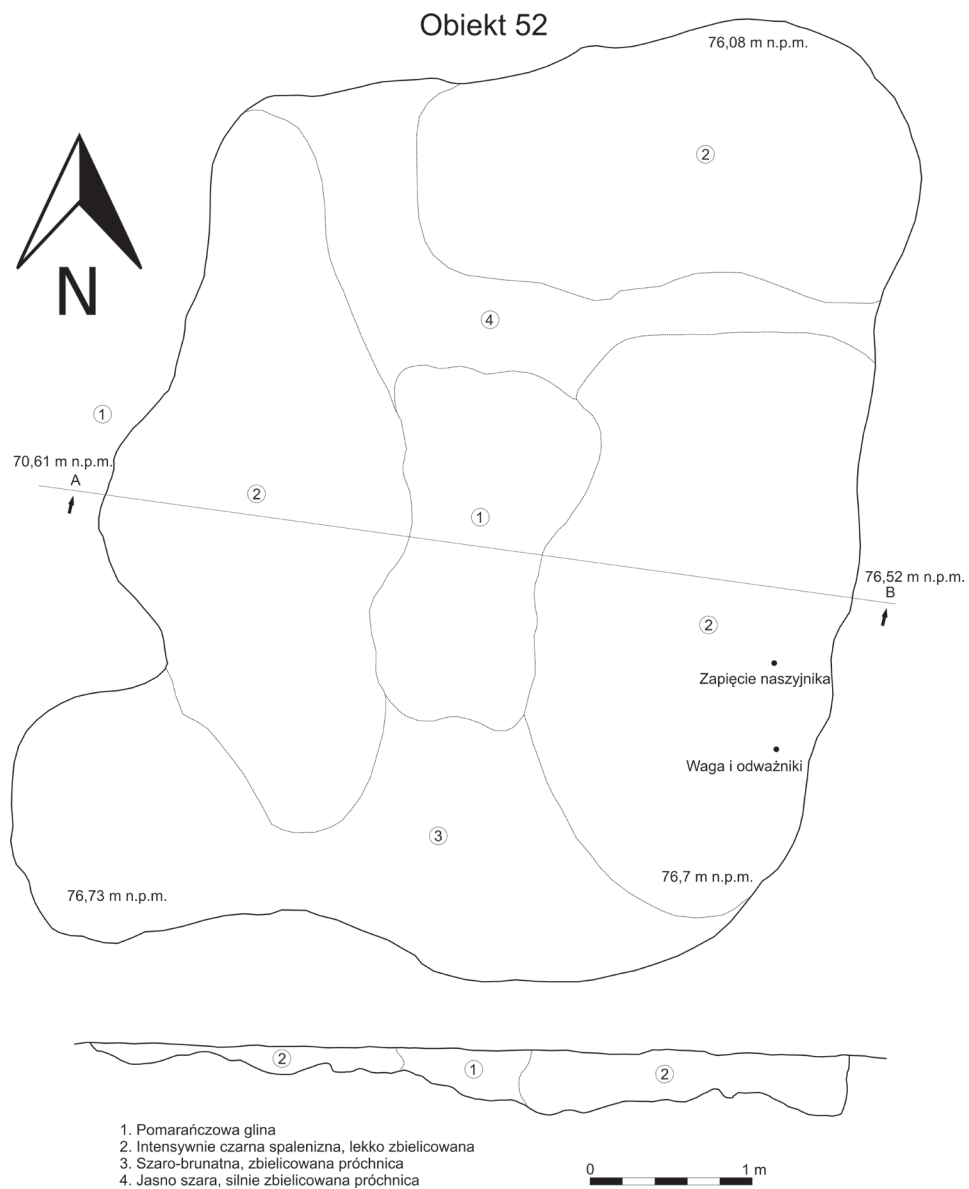 Obiekt 52
76,08 m n.p.m.
2
N
4
1
70,61 m n.p.m.
A
2
1
76,52 m n.p.m.
B
2
Zapięcie naszyjnika
Waga i odważniki
3
76,7 m n.p.m.
76,73 m n.p.m.
2
1
2
1. Pomarańczowa glina
2. Intensywnie czarna spalenizna, lekko zbielicowana
3. Szaro-brunatna, zbielicowana próchnica
4. Jasno szara, silnie zbielicowana próchnica
0 1 m